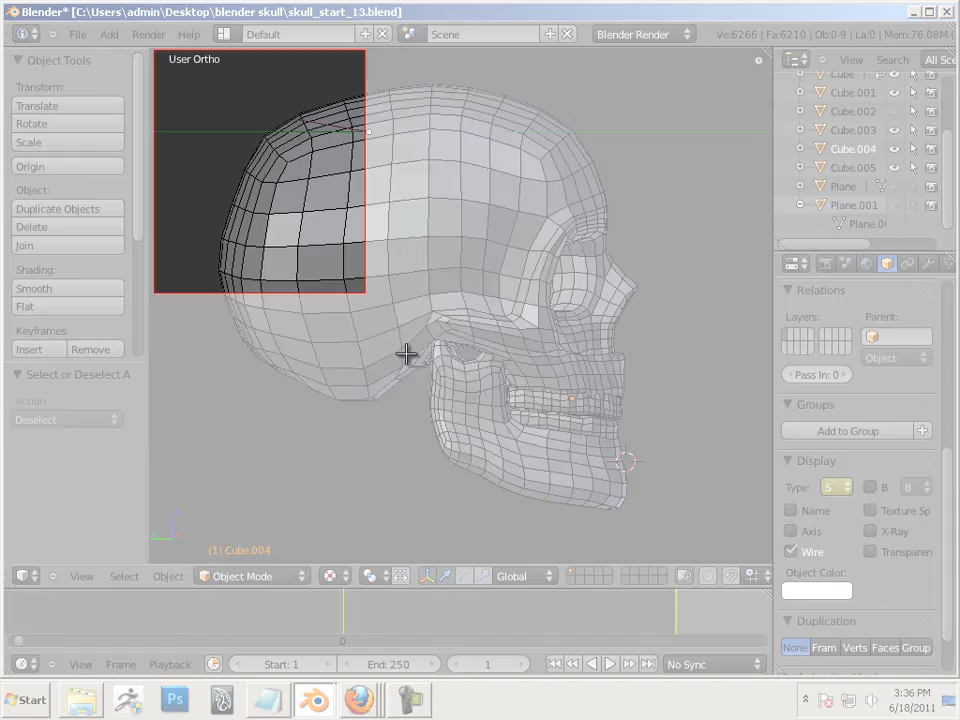 Blender* [C:\Users\admin\Desktop\blender skull\skull_start_13.blend]
File Add Render Help Default Scene Blender Render Ve:6266 | Fa:6210 | Ob:0-9 | La:0 | Mem:76.08M
Object Tools
Transform:
Translate
Rotate
Scale
Origin
Object:
Duplicate Objects
Delete
Join
Shading:
Smooth
Flat
Keyframes:
Insert Remove
Select or Deselect A
Action
Deselect
User Ortho
(1) Cube.004
View Search All Sce
Cube
Cube.001
Cube.002
Cube.003
Cube.004
Cube.005
Plane
Plane.001
Relations
Layers: Parent:
Object
Pass In: 0
Groups
Add to Group
Display
Type: S B B
Name Texture Sp
Axis X-Ray
Wire Transparen
Object Color:
Duplication
None Fram Verts Faces Group
View Select Object Object Mode Global
0
View Frame Playback Start: 1 End: 250 1 No Sync
Start Ps 3:36 PM
6/18/2011